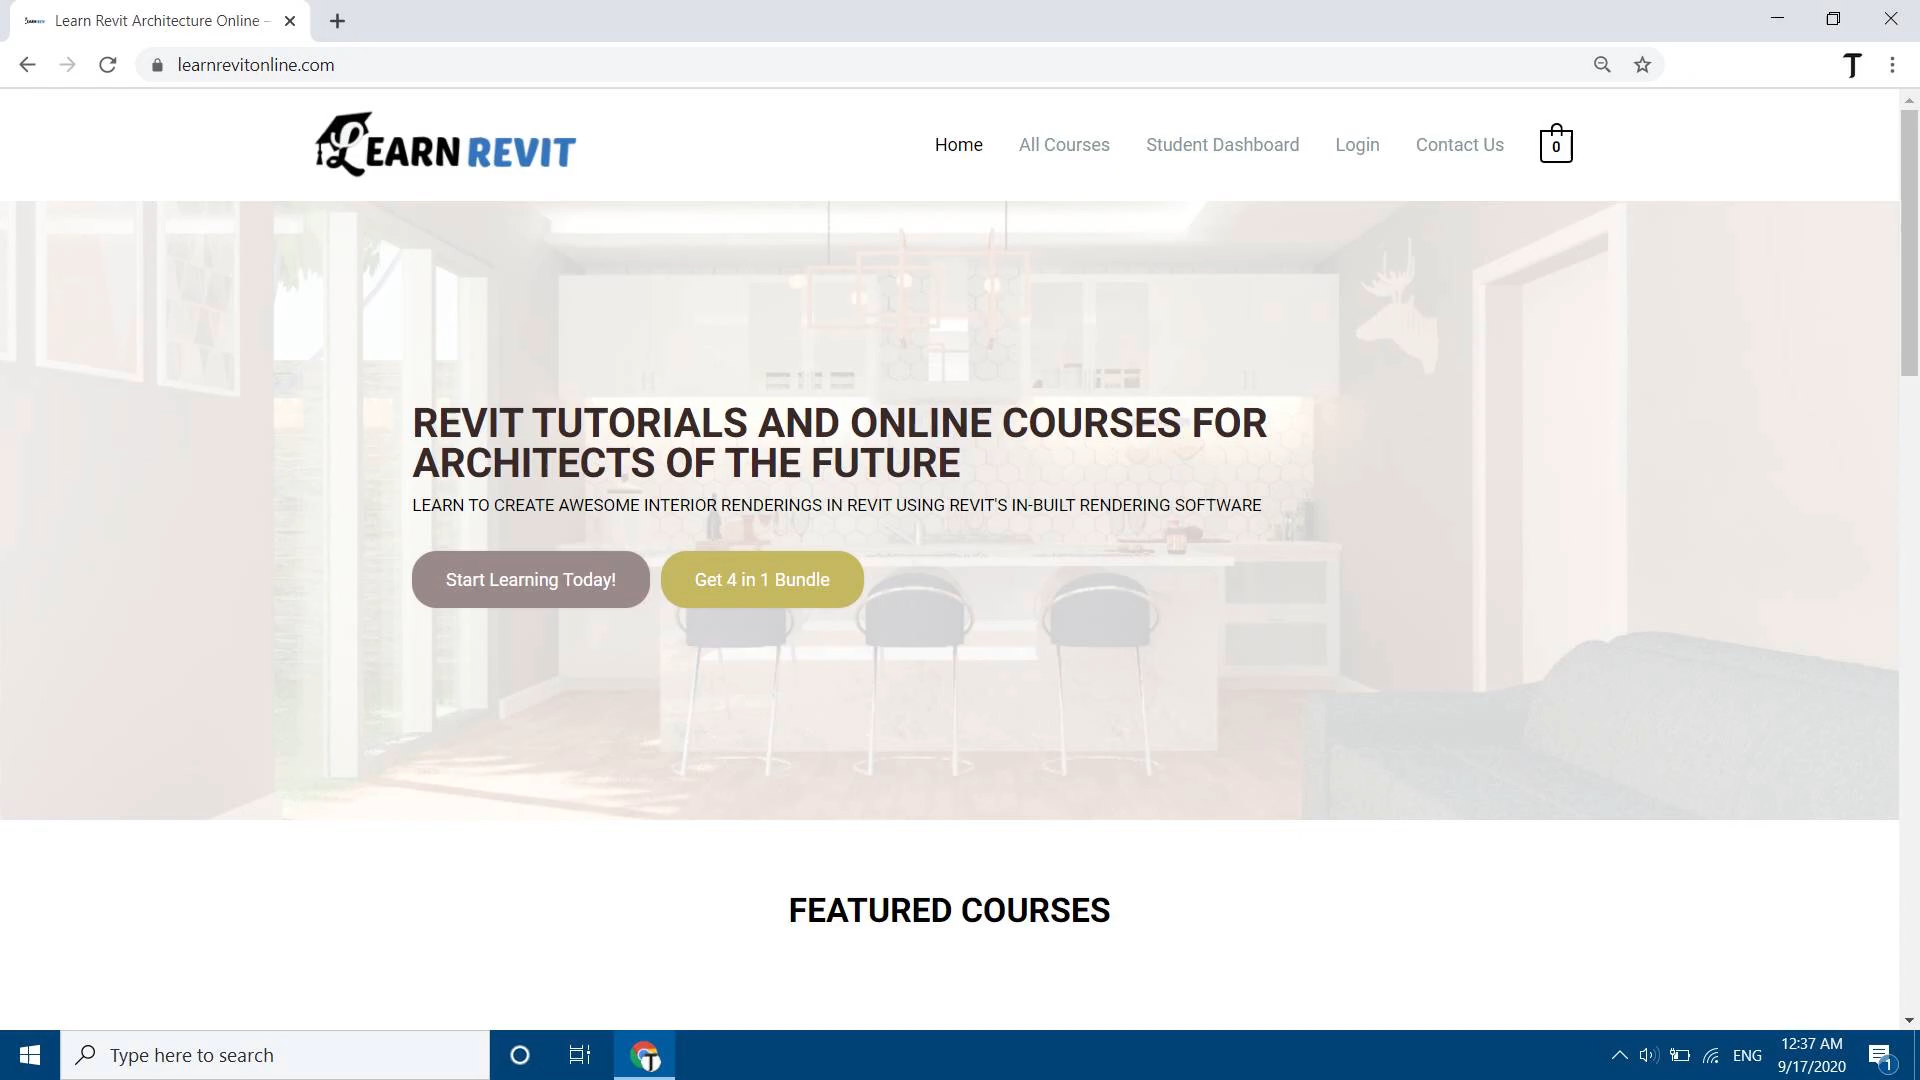 Learn Revit Architecture Online –
learnrevitonline.com
LEARN REVIT
Home
All Courses
Student Dashboard
Login
Contact Us
0
REVIT TUTORIALS AND ONLINE COURSES FOR
ARCHITECTS OF THE FUTURE
LEARN TO CREATE AWESOME INTERIOR RENDERINGS IN REVIT USING REVIT'S IN-BUILT RENDERING SOFTWARE
Start Learning Today!
Get 4 in 1 Bundle
FEATURED COURSES
Type here to search
T
ENG
12:37 AM
9/17/2020
1